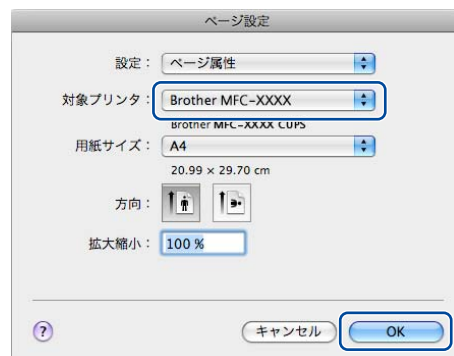 ページ設定
設定： ページ属性
対象プリンタ： Brother MFC-XXXX
Brother MFC-XXXX CUPS
用紙サイズ： A4
20.99 × 29.70 cm
方向：
拡大縮小： 100 %
? キャンセル OK